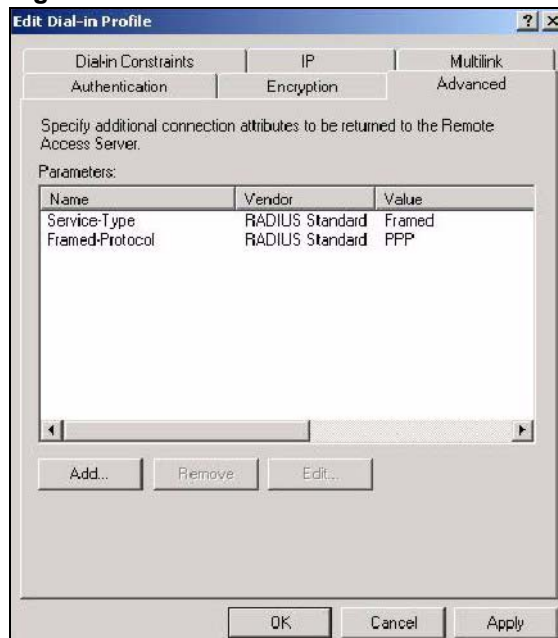 Edit Dial-in Profile
Dial-in Constraints IP Multilink
Authentication Encryption Advanced
Specify additional connection attributes to be returned to the Remote
Access Server.
Parameters:
Name Vendor Value
Service-Type RADIUS Standard Framed
Framed-Protocol RADIUS Standard PPP
Add... Remove Edit...
OK Cancel Apply